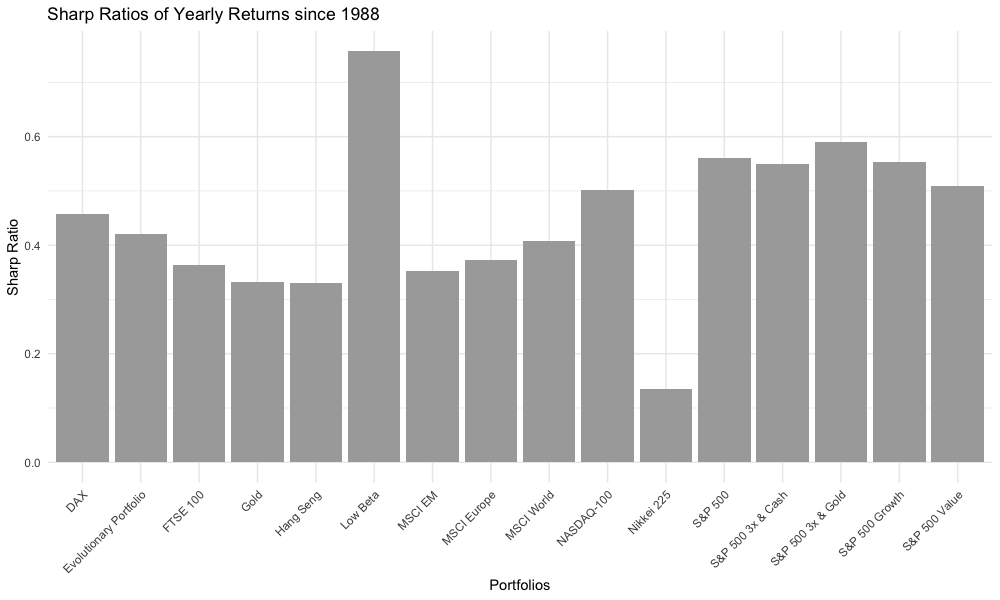 Sharp Ratios of Yearly Returns since 1988
Sharp Ratio
0.6
0.4
0.2
0.0
DAX
Evolutionary Portfolio
FTSE 100
Gold
Hang Seng
Low Beta
MSCI EM
MSCI Europe
MSCI World
NASDAQ-100
Nikkei 225
S&P 500
S&P 500 3x & Cash
S&P 500 3x & Gold
S&P 500 Growth
S&P 500 Value
Portfolios